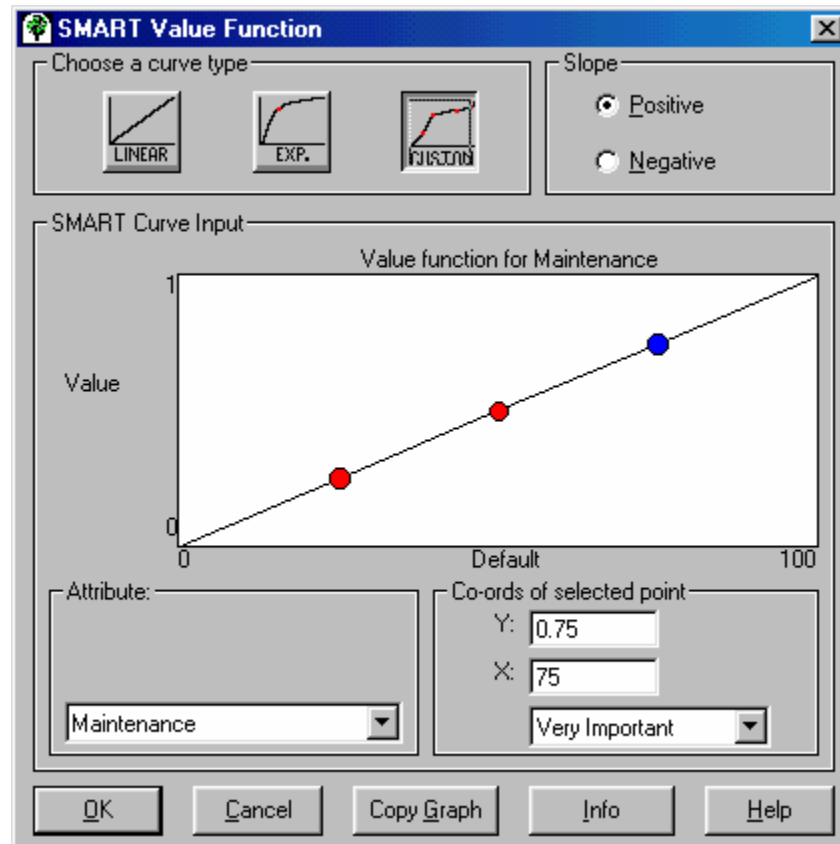 SMART Value Function
Choose a curve type
Slope
LINEAR
EXP.
Positive
Negative
SMART Curve Input
Value function for Maintenance
1
Value
0
0 Default 100
Attribute:
Maintenance
Co-ords of selected point
Y: 0.75
X: 75
Very Important
OK Cancel Copy Graph Info Help